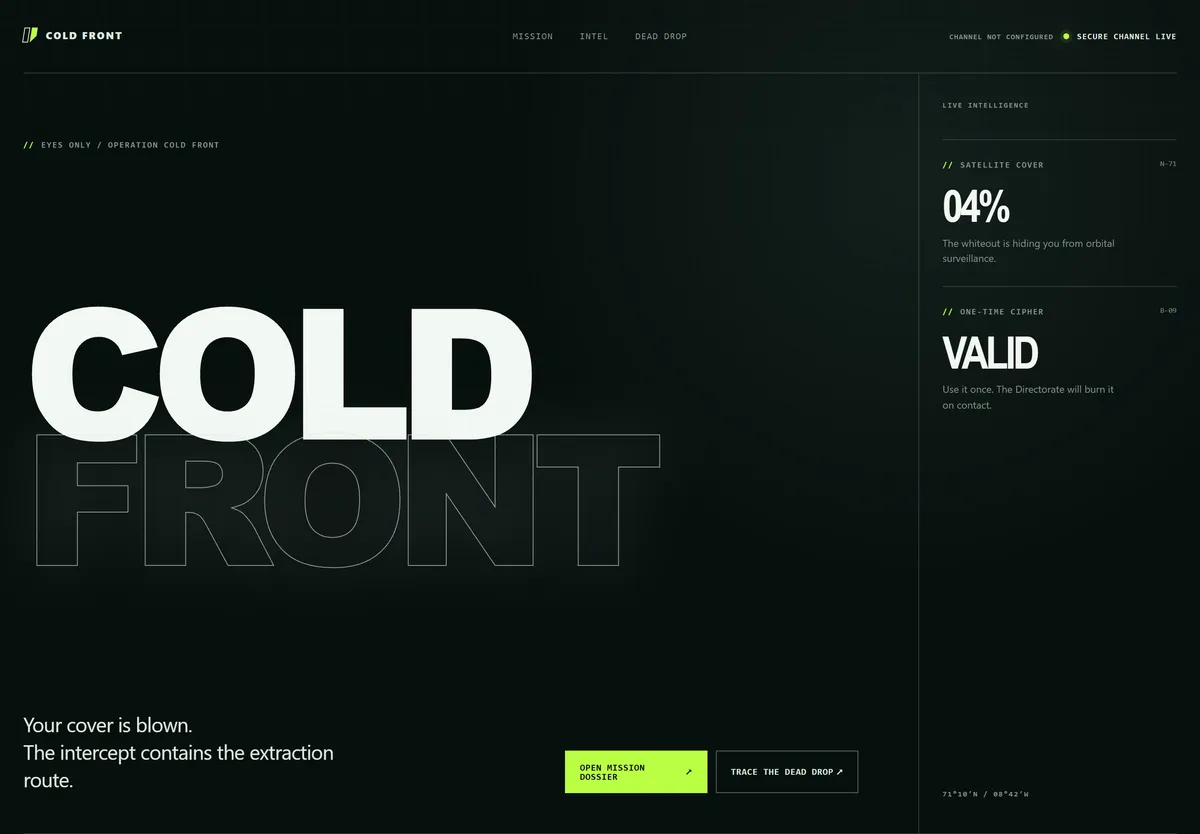 COLD FRONT
MISSION INTEL DEAD DROP
CHANNEL NOT CONFIGURED SECURE CHANNEL LIVE
// EYES ONLY / OPERATION COLD FRONT
COLD
FRONT
Your cover is blown.
The intercept contains the extraction
route.
OPEN MISSION
DOSSIER ↗
TRACE THE DEAD DROP ↗
LIVE INTELLIGENCE
// SATELLITE COVER N-71
04%
The whiteout is hiding you from orbital
surveillance.
// ONE-TIME CIPHER B-09
VALID
Use it once. The Directorate will burn it
on contact.
71°10′N / 08°42′W